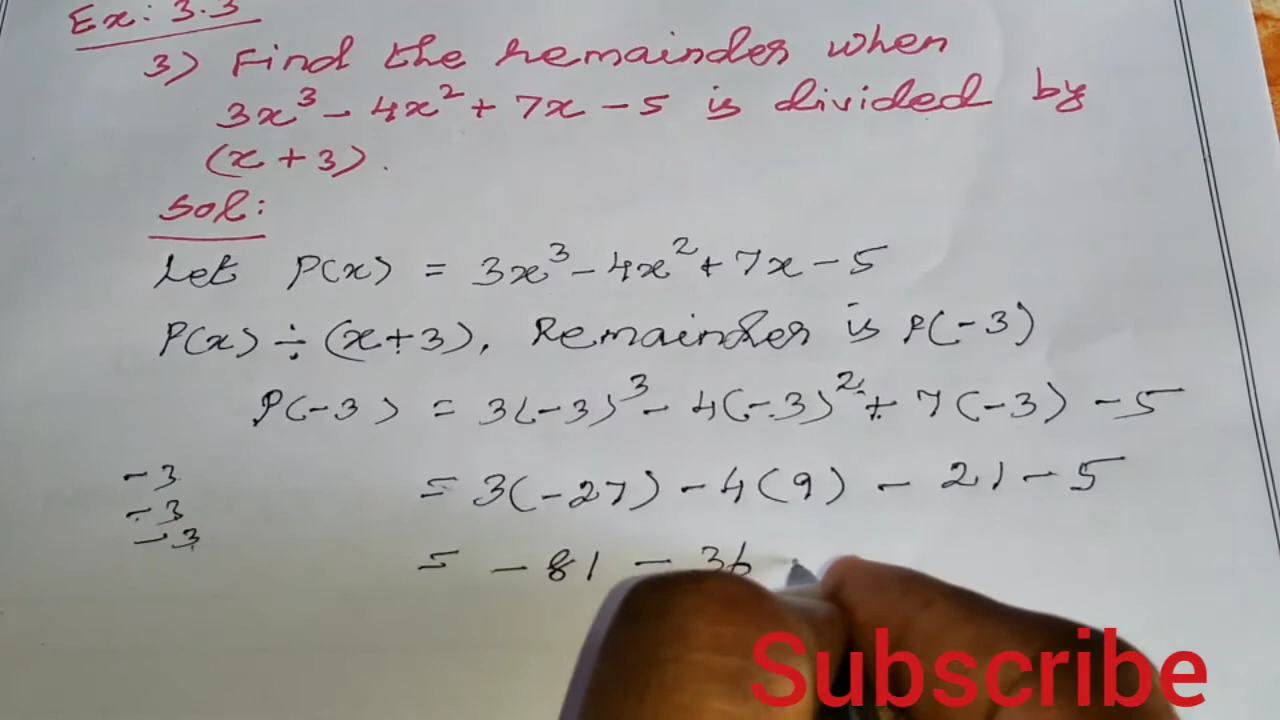 Ex: 3.3
3) Find the remainder when
3x³ - 4x² + 7x - 5 is divided by
(x + 3).
Sol:
Let P(x) = 3x³ - 4x² + 7x - 5
P(x) ÷ (x+3), Remainder is P(-3)
P(-3) = 3(-3)³ - 4(-3)² + 7(-3) - 5
-3
-3
-3
= 3(-27) - 4(9) - 21 - 5
= -81 - 36
Subscribe